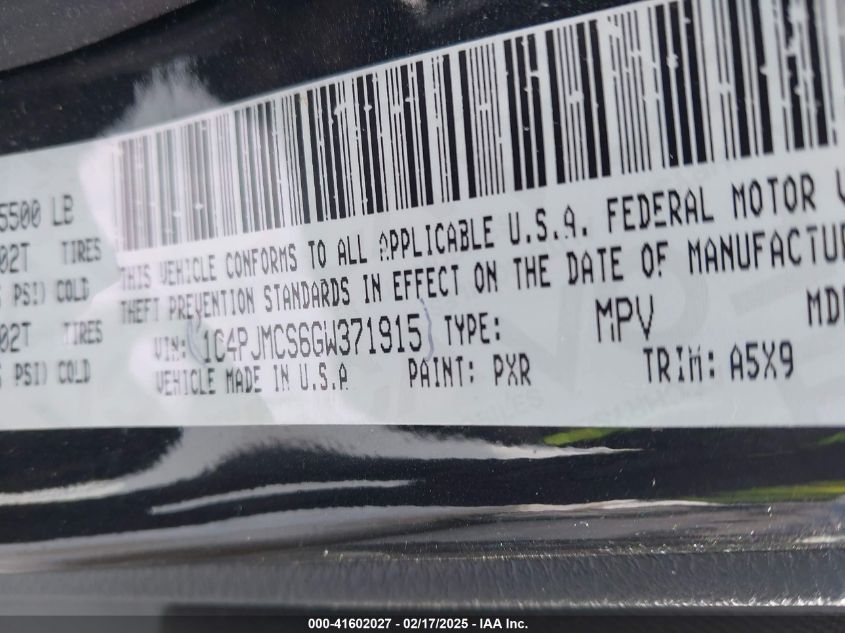 5500 LB
02T TIRES
PSI) COLD
02T TIRES
PSI) COLD
THIS VEHICLE CONFORMS TO ALL APPLICABLE U.S.A. FEDERAL MOTOR V
THEFT PREVENTION STANDARDS IN EFFECT ON THE DATE OF MANUFACTU
VIN: 1C4PJMCS6GW371915 TYPE: MPV MD
VEHICLE MADE IN U.S.A PAINT: PXR TRIM: A5X9
000-41602027 - 02/17/2025 - IAA Inc.